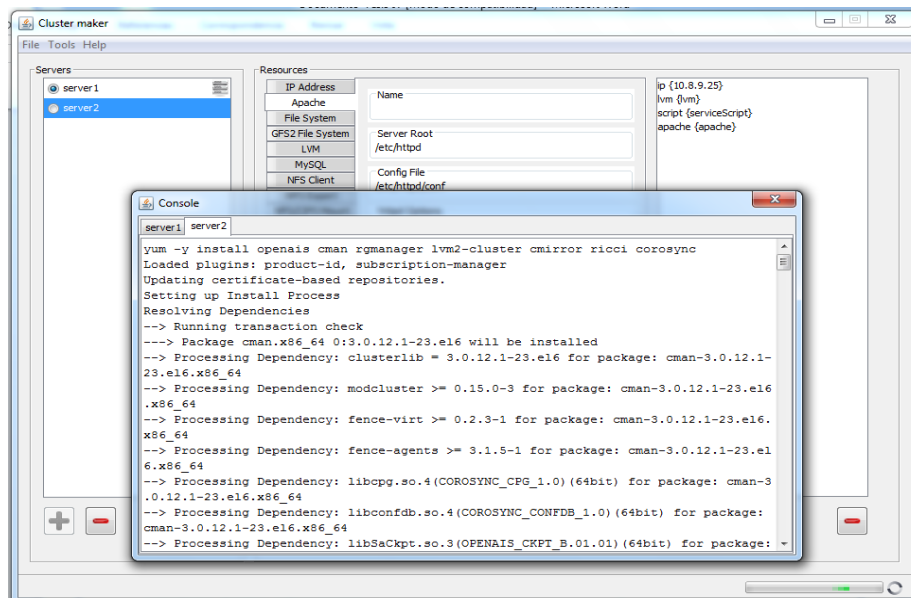 Cluster maker
File Tools Help
Servers
server1
server2
Resources
IP Address
Apache
File System
GFS2 File System
LVM
MySQL
NFS Client
Name
Server Root
/etc/httpd
Config File
/etc/httpd/conf
ip {10.8.9.25}
lvm {lvm}
script {serviceScript}
apache {apache}
Console
server1 server2
yum -y install openais cman rgmanager lvm2-cluster cmirror ricci corosync
Loaded plugins: product-id, subscription-manager
Updating certificate-based repositories.
Setting up Install Process
Resolving Dependencies
--> Running transaction check
---> Package cman.x86_64 0:3.0.12.1-23.el6 will be installed
--> Processing Dependency: clusterlib = 3.0.12.1-23.el6 for package: cman-3.0.12.1-
23.el6.x86_64
--> Processing Dependency: modcluster >= 0.15.0-3 for package: cman-3.0.12.1-23.el6
.x86_64
--> Processing Dependency: fence-virt >= 0.2.3-1 for package: cman-3.0.12.1-23.el6.
x86_64
--> Processing Dependency: fence-agents >= 3.1.5-1 for package: cman-3.0.12.1-23.el
6.x86_64
--> Processing Dependency: libcpg.so.4(COROSYNC_CPG_1.0)(64bit) for package: cman-3
.0.12.1-23.el6.x86_64
--> Processing Dependency: libconfdb.so.4(COROSYNC_CONFDB_1.0)(64bit) for package:
cman-3.0.12.1-23.el6.x86_64
--> Processing Dependency: libSaCkpt.so.3(OPENAIS_CKPT_B.01.01)(64bit) for package: